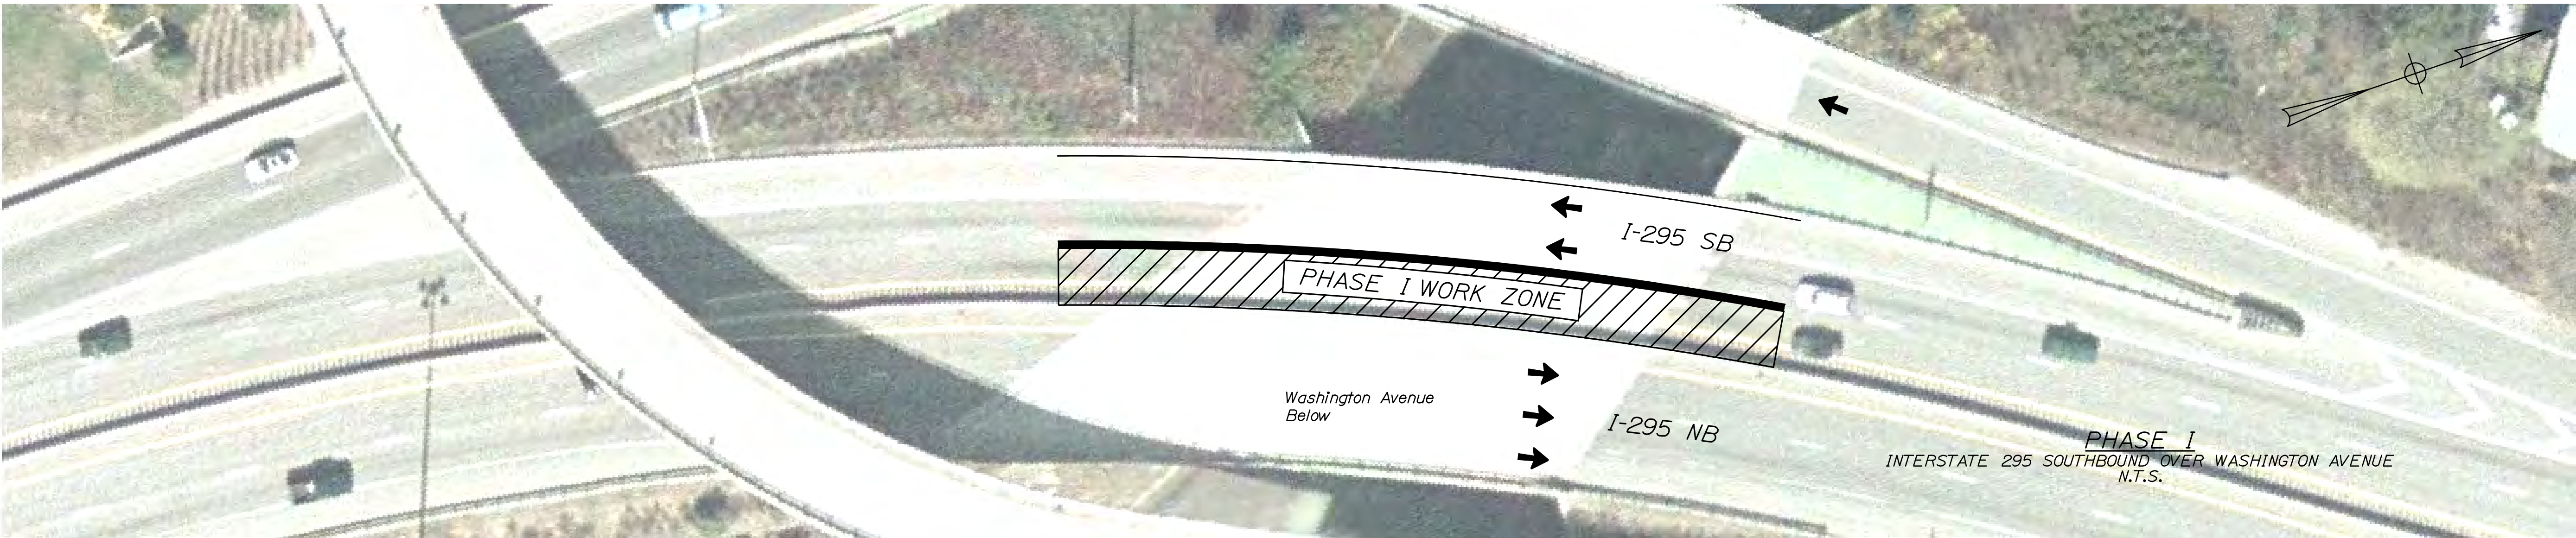 I-295 SB
PHASE I WORK ZONE
Washington Avenue
Below
I-295 NB
PHASE I
INTERSTATE 295 SOUTHBOUND OVER WASHINGTON AVENUE
N.T.S.